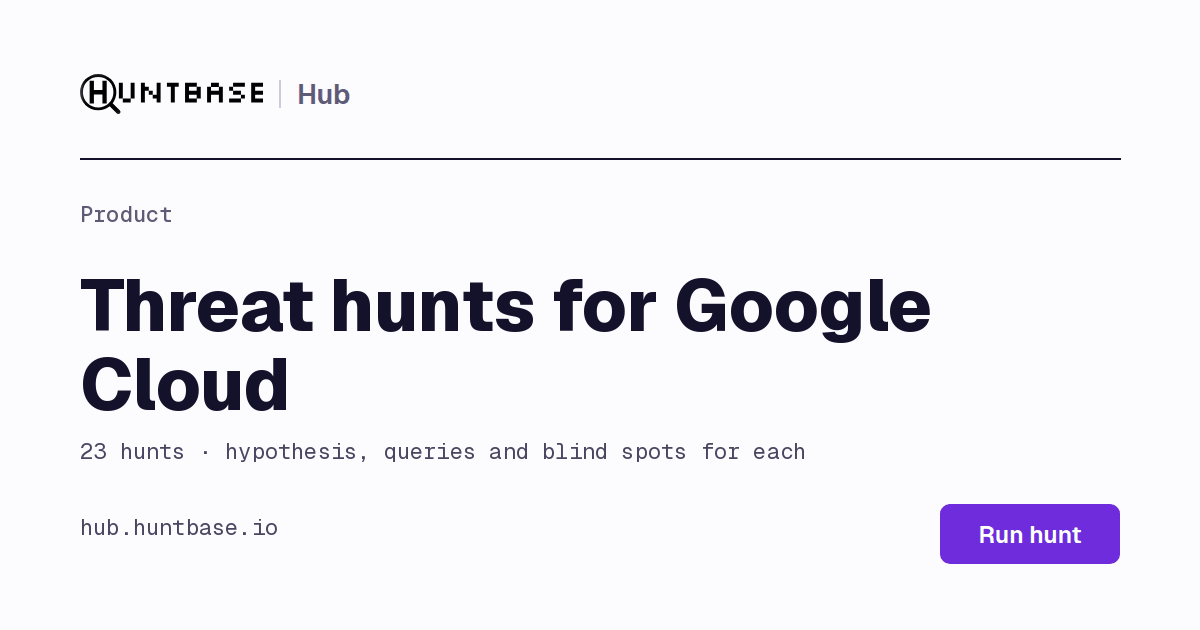 HUNTBASE Hub
Product
Threat hunts for Google
Cloud
23 hunts · hypothesis, queries and blind spots for each
hub.huntbase.io
Run hunt